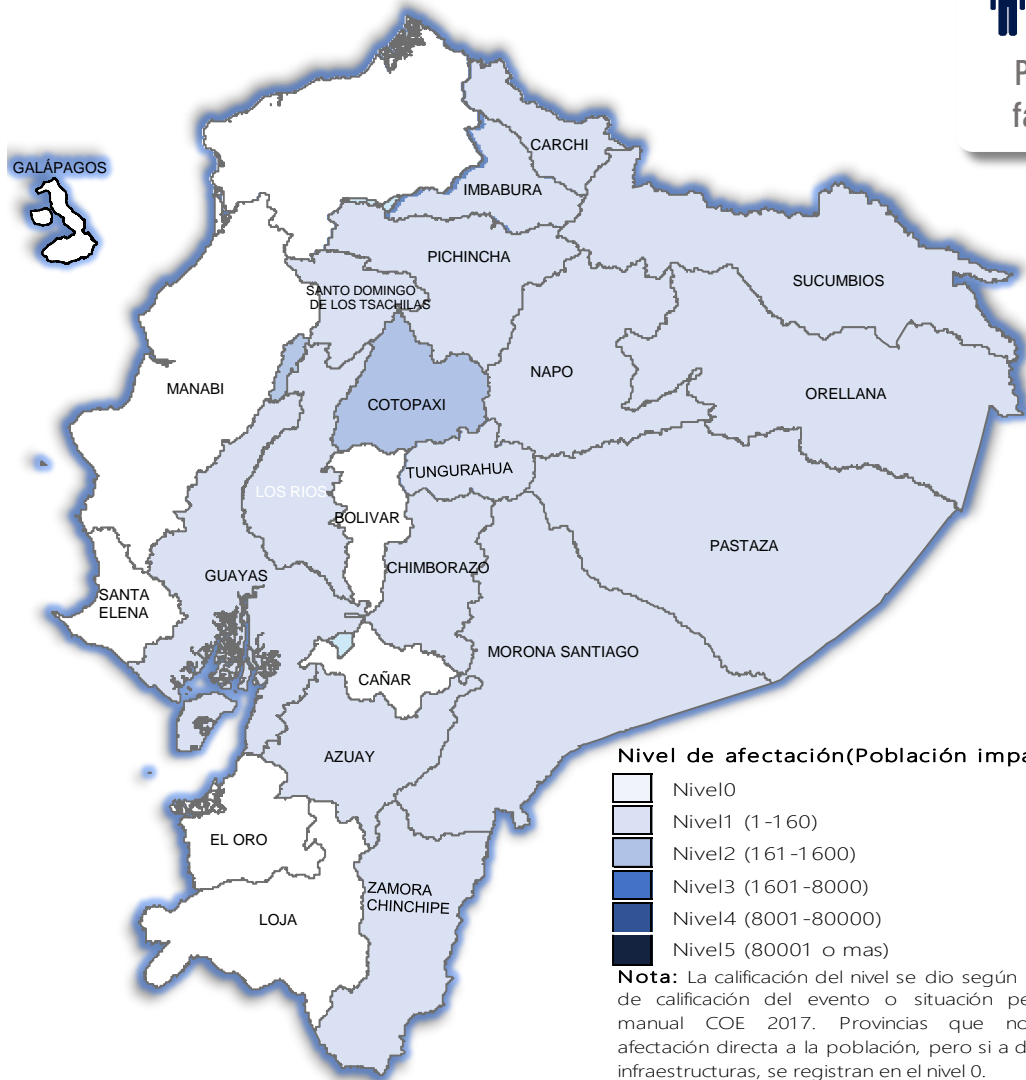 P
fa
CARCHI
GALÁPAGOS
IMBABURA
PICHINCHA
SUCUMBIOS
SANTO DOMINGO
DE LOS TSACHILAS
NAPO
MANABI
ORELLANA
COTOPAXI
TUNGURAHUA
LOS RIOS
BOLIVAR
PASTAZA
CHIMBORAZO
GUAYAS
SANTA
ELENA
MORONA SANTIAGO
CAÑAR
AZUAY
EL ORO
ZAMORA
CHINCHIPE
LOJA
Nivel de afectación(Población impa
Nivel0
Nivel1 (1-160)
Nivel2 (161-1600)
Nivel3 (1601-8000)
Nivel4 (8001-80000)
Nivel5 (80001 o mas)
Nota: La calificación del nivel se dio según
de calificación del evento o situación pe
manual COE 2017. Provincias que no
afectación directa a la población, pero si a d
infraestructuras, se registran en el nivel 0.